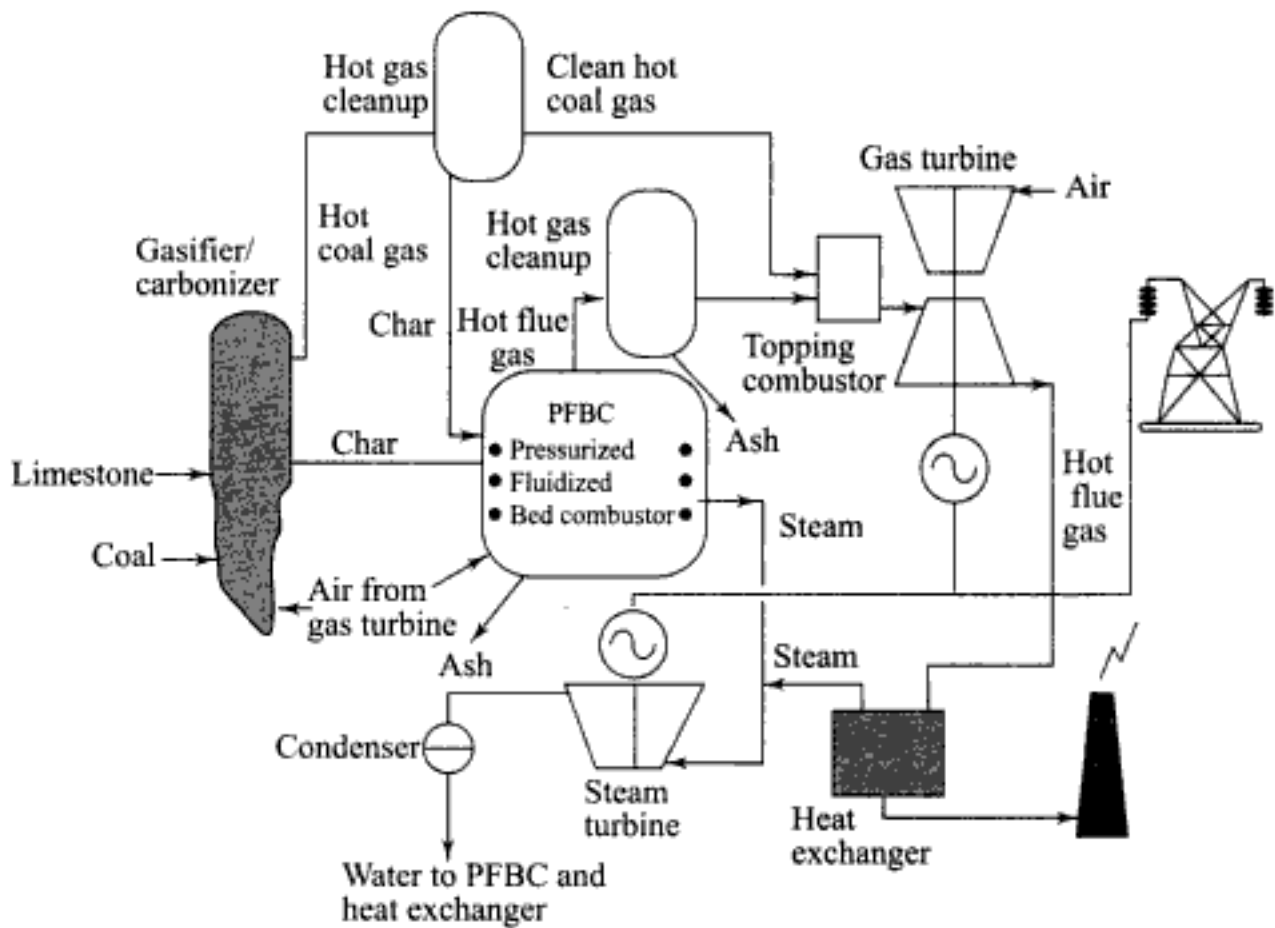 Hot gas
cleanup
Clean hot
coal gas
Gas turbine
Air
Hot
coal gas
Hot gas
cleanup
Gasifier/
carbonizer
Char
Hot flue
gas
Topping
combustor
PFBC
Ash
Char
• Pressurized •
• Fluidized •
• Bed combustor •
Hot
flue
gas
Limestone
Steam
Coal
Air from
gas turbine
Ash
Steam
Condenser
Steam
turbine
Heat
exchanger
Water to PFBC and
heat exchanger